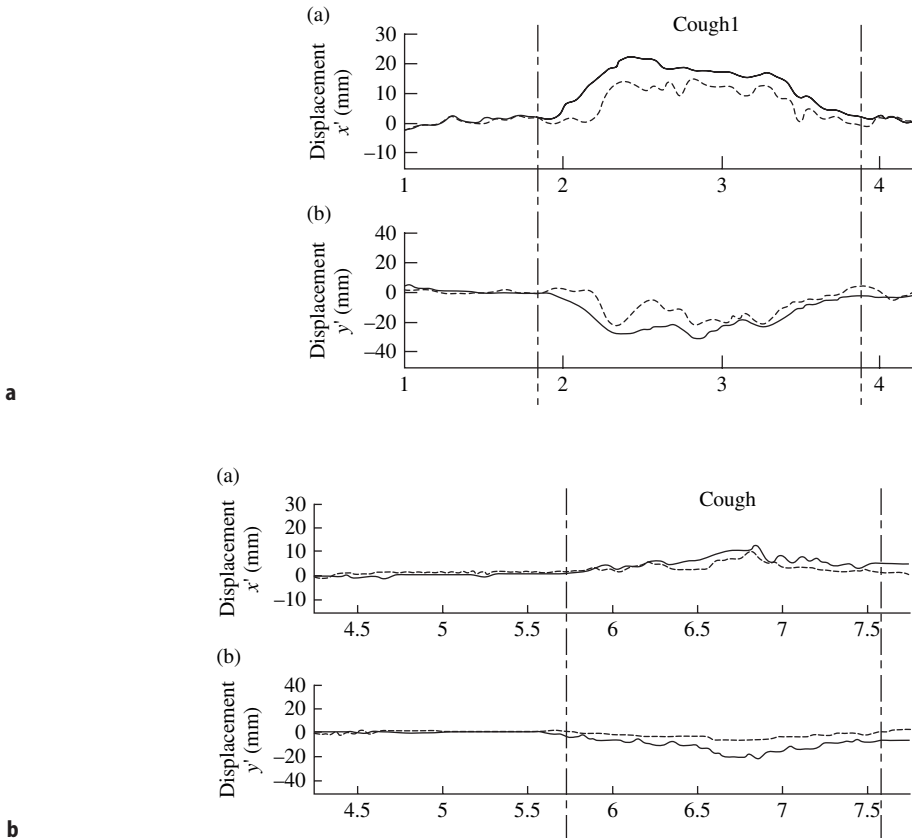 (a)
Cough1
Displacement
x' (mm)
30
20
10
0
–10
1 2 3 4
(b)
Displacement
y' (mm)
40
20
0
–20
–40
1 2 3 4
a
(a)
Cough
Displacement
x' (mm)
30
20
10
0
–10
4.5 5 5.5 6 6.5 7 7.5
(b)
Displacement
y' (mm)
40
20
0
–20
–40
4.5 5 5.5 6 6.5 7 7.5
b